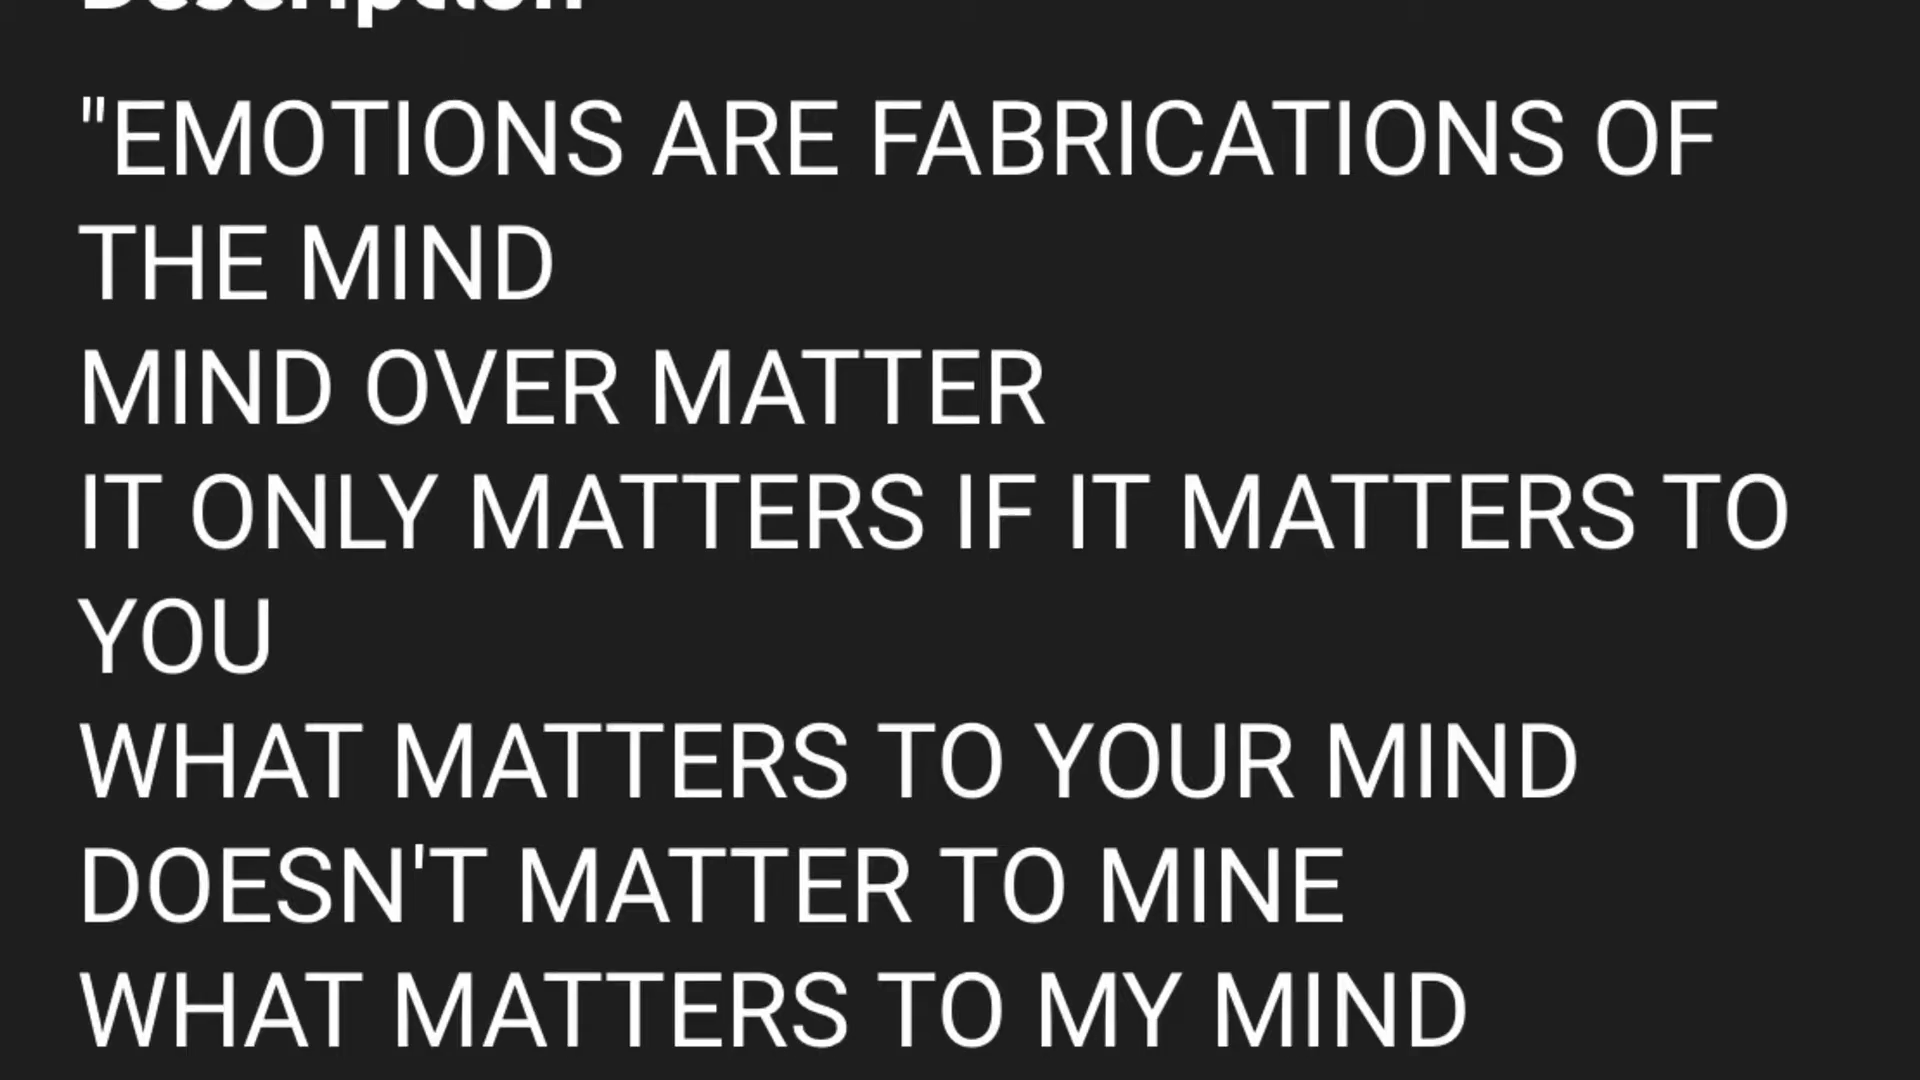 Description
"EMOTIONS ARE FABRICATIONS OF
THE MIND
MIND OVER MATTER
IT ONLY MATTERS IF IT MATTERS TO
YOU
WHAT MATTERS TO YOUR MIND
DOESN'T MATTER TO MINE
WHAT MATTERS TO MY MIND